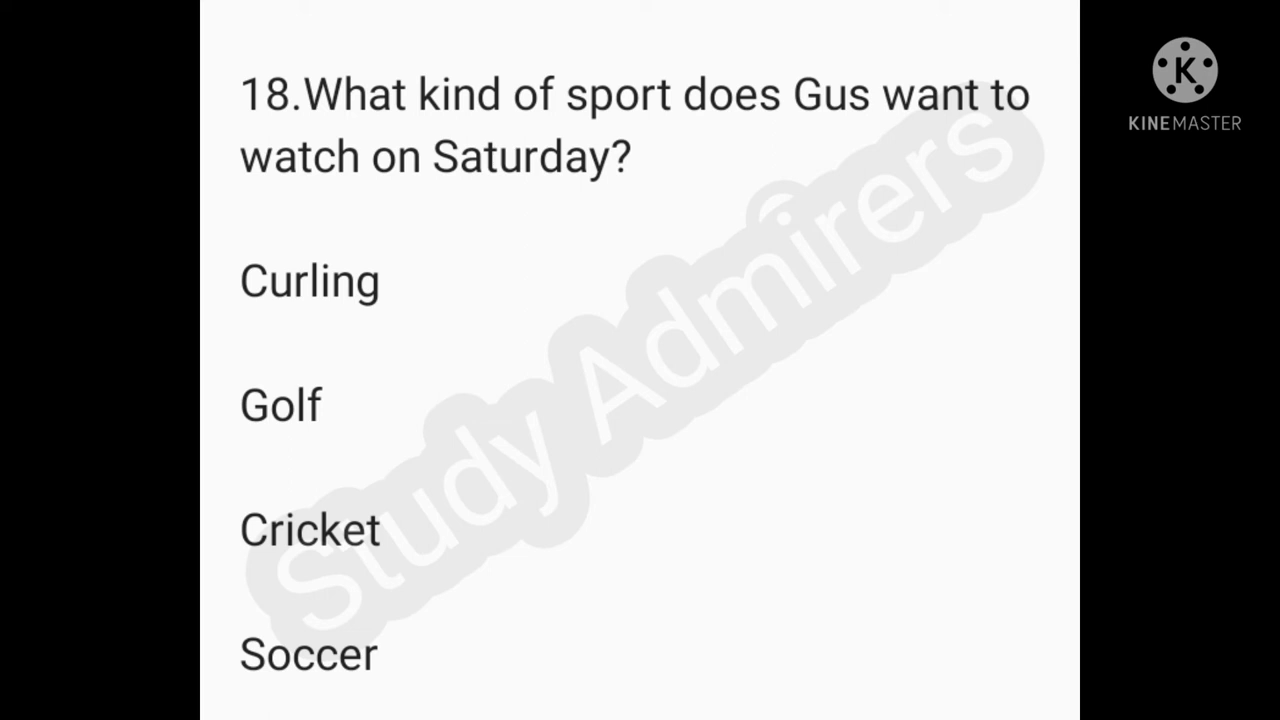 18.What kind of sport does Gus want to
watch on Saturday?
Curling
Golf
Cricket
Soccer
Study Admirers
K
KINEMASTER